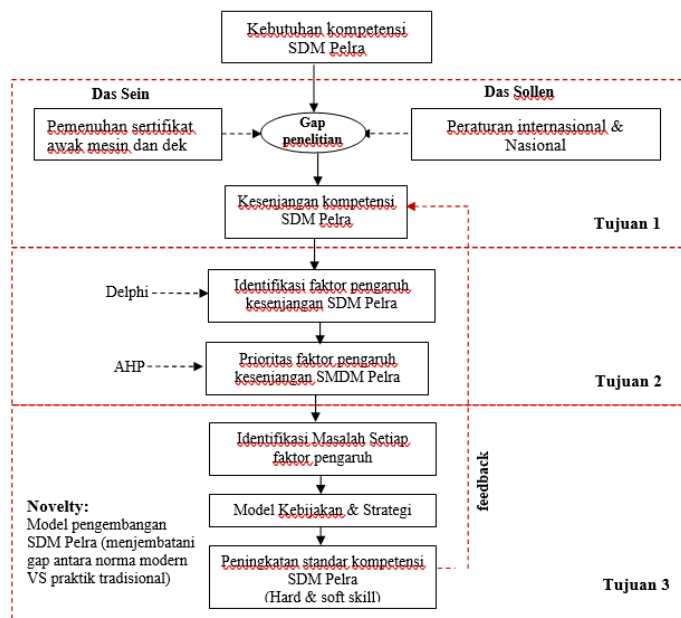 Kebutuhan kompetensi
SDM Pelra
Das Sein
Das Sollen
Pemenuhan sertifikat
awak mesin dan dek
Gap
penelitian
Peraturan internasional &
Nasional
Kesenjangan kompetensi
SDM Pelra
Tujuan 1
Delphi
Identifikasi faktor pengaruh
kesenjangan SDM Pelra
AHP
Prioritas faktor pengaruh
kesenjangan SMDM Pelra
Tujuan 2
Identifikasi Masalah Setiap
faktor pengaruh
feedback
Novelty:
Model pengembangan
SDM Pelra (menjembatani
gap antara norma modern
VS praktik tradisional)
Model Kebijakan & Strategi
Peningkatan standar kompetensi
SDM Pelra
(Hard & soft skill)
Tujuan 3